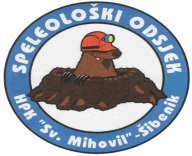 SPELEOLOŠKI ODSJEK
HPK "Sv. Mihovil"-Šibenik